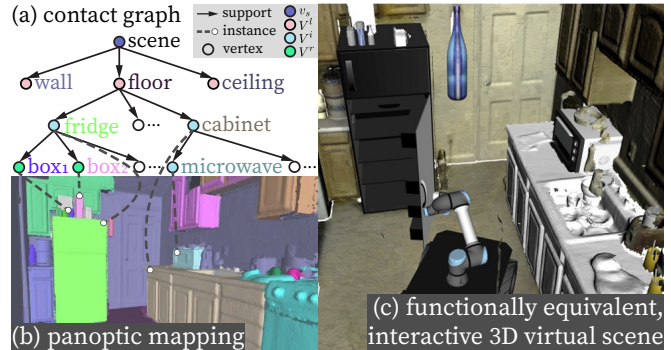 (a) contact graph
support
instance
vertex
v_s
V^l
V^i
V^r
scene
wall
floor
ceiling
fridge
...
cabinet
box₁
box₂
...
microwave
...
(b) panoptic mapping
(c) functionally equivalent,
interactive 3D virtual scene